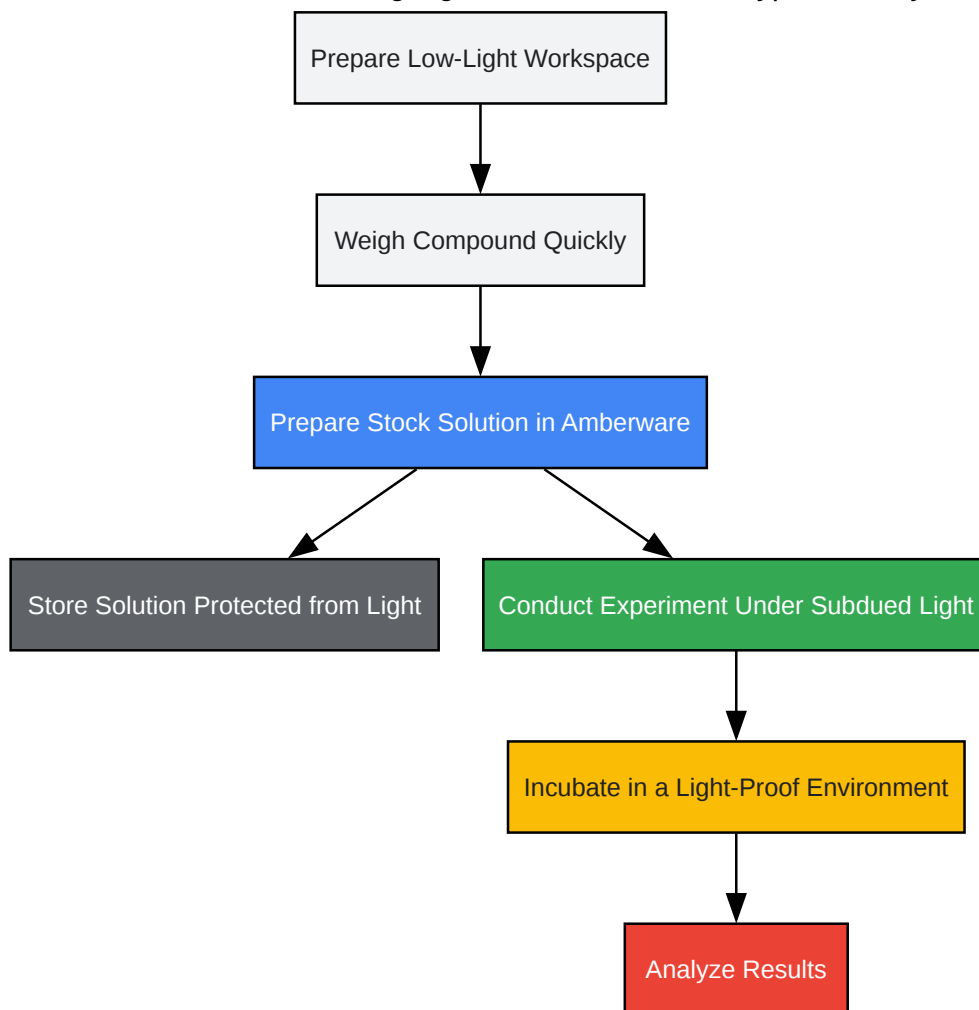 Prepare Low-Light Workspace
Weigh Compound Quickly
Prepare Stock Solution in Amberware
Store Solution Protected from Light
Conduct Experiment Under Subdued Light
Incubate in a Light-Proof Environment
Analyze Results